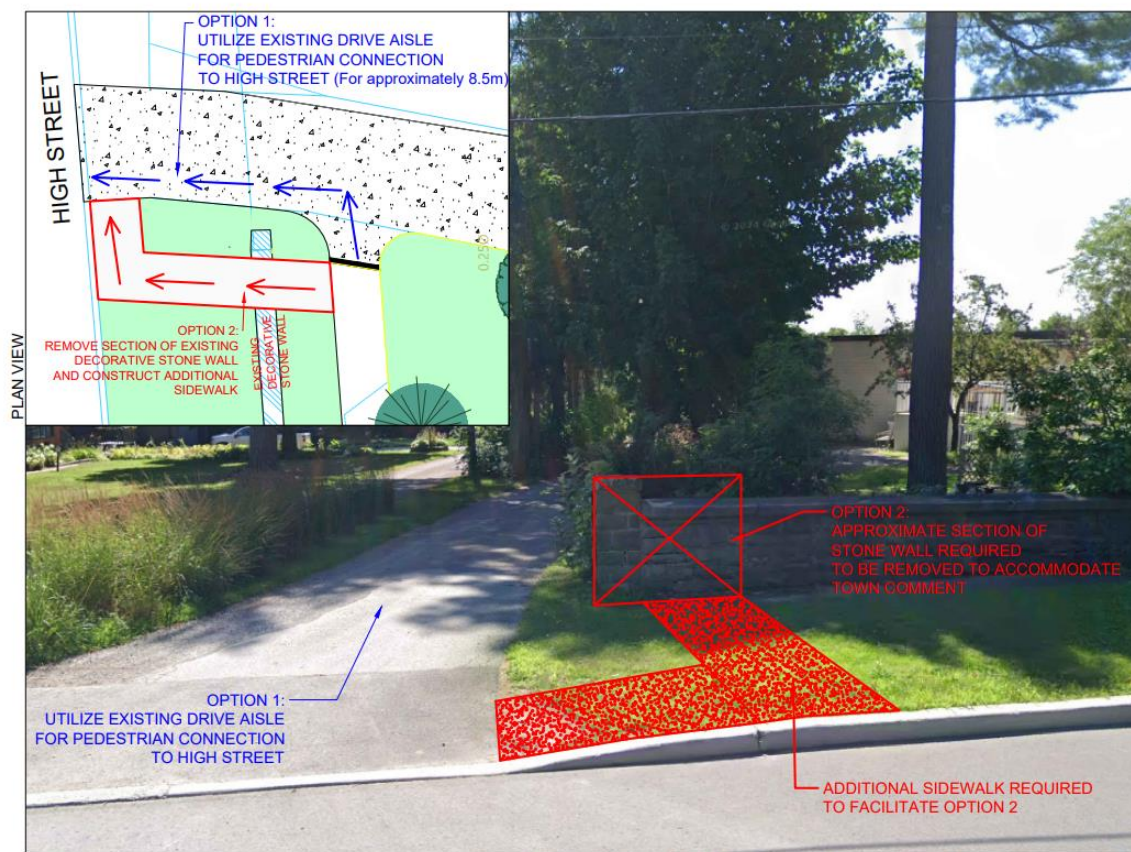 OPTION 1:
UTILIZE EXISTING DRIVE AISLE
FOR PEDESTRIAN CONNECTION
TO HIGH STREET (For approximately 8.5m)
HIGH STREET
0.250
OPTION 2:
REMOVE SECTION OF EXISTING
DECORATIVE STONE WALL
AND CONSTRUCT ADDITIONAL
SIDEWALK
EXISTING
DECORATIVE
STONE WALL
PLAN VIEW
OPTION 2:
APPROXIMATE SECTION OF
STONE WALL REQUIRED
TO BE REMOVED TO ACCOMMODATE
TOWN COMMENT
OPTION 1:
UTILIZE EXISTING DRIVE AISLE
FOR PEDESTRIAN CONNECTION
TO HIGH STREET
ADDITIONAL SIDEWALK REQUIRED
TO FACILITATE OPTION 2